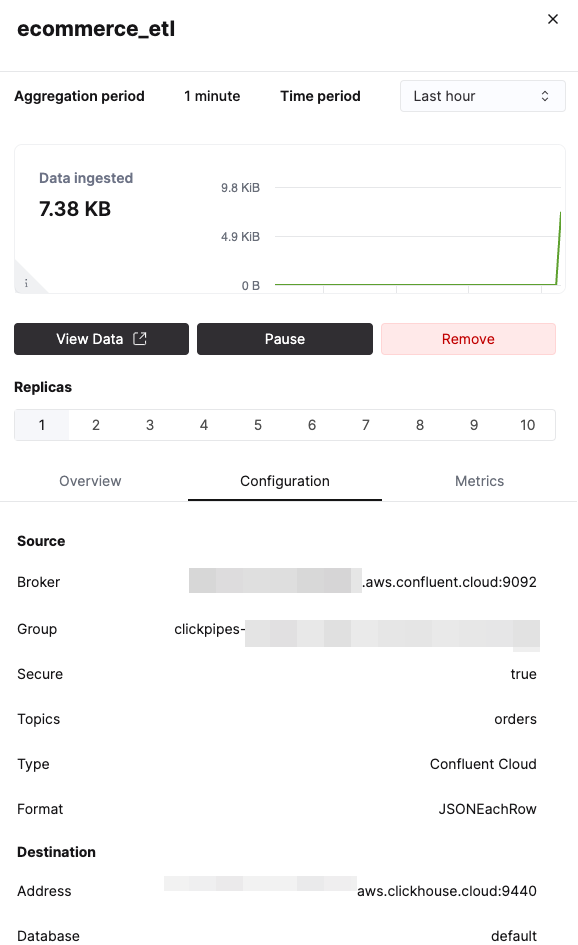 ecommerce_etl
Aggregation period 1 minute Time period Last hour
Data ingested
7.38 KB
9.8 KiB
4.9 KiB
0 B
i
View Data Pause Remove
Replicas
1 2 3 4 5 6 7 8 9 10
Overview Configuration Metrics
Source
Broker .aws.confluent.cloud:9092
Group clickpipes-
Secure true
Topics orders
Type Confluent Cloud
Format JSONEachRow
Destination
Address aws.clickhouse.cloud:9440
Database default